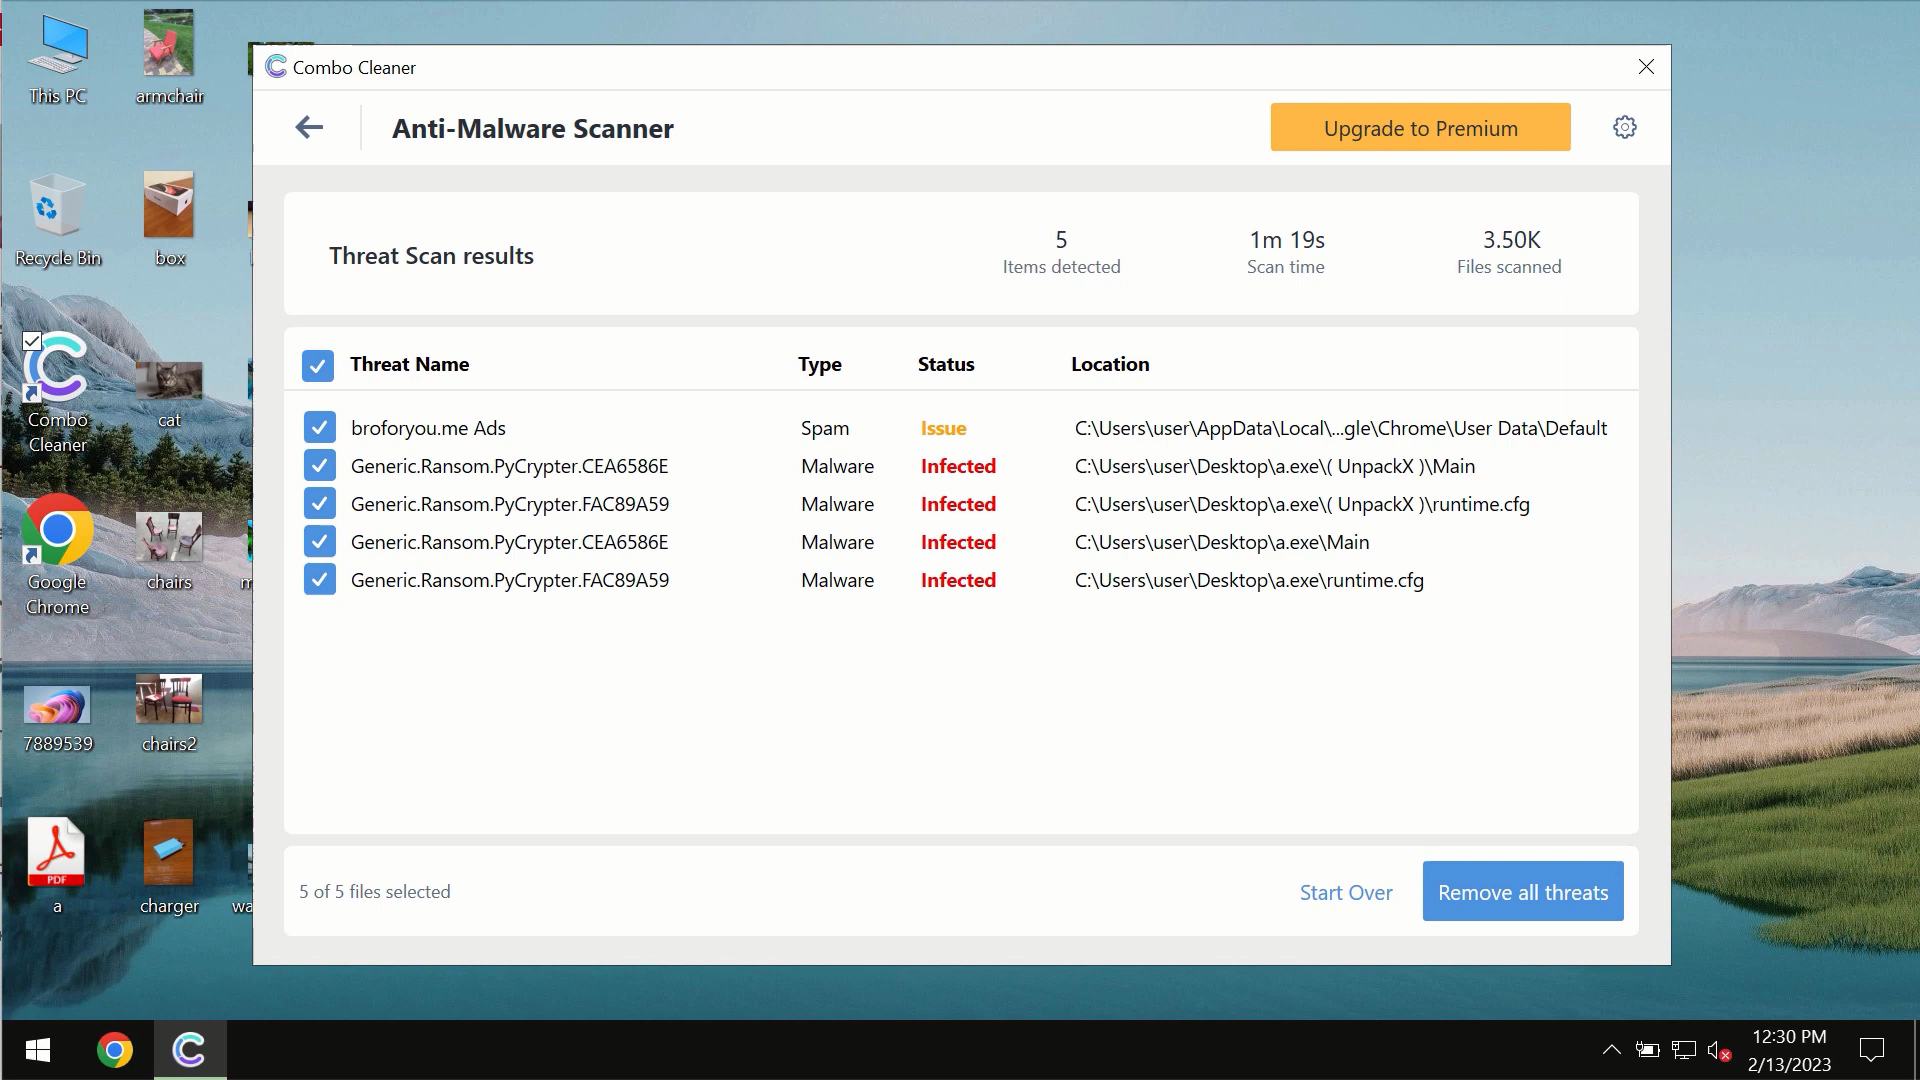 This PC
armchair
Recycle Bin
box
Combo
Cleaner
cat
Google
Chrome
chairs
7889539
chairs2
PDF
a
charger
wa
Combo Cleaner
Anti-Malware Scanner
Upgrade to Premium
Threat Scan results
5
Items detected
1m 19s
Scan time
3.50K
Files scanned
Threat Name Type Status Location
broforyou.me Ads Spam Issue C:\Users\user\AppData\Local\...gle\Chrome\User Data\Default
Generic.Ransom.PyCrypter.CEA6586E Malware Infected C:\Users\user\Desktop\a.exe\( UnpackX )\Main
Generic.Ransom.PyCrypter.FAC89A59 Malware Infected C:\Users\user\Desktop\a.exe\( UnpackX )\runtime.cfg
Generic.Ransom.PyCrypter.CEA6586E Malware Infected C:\Users\user\Desktop\a.exe\Main
Generic.Ransom.PyCrypter.FAC89A59 Malware Infected C:\Users\user\Desktop\a.exe\runtime.cfg
5 of 5 files selected
Start Over
Remove all threats
12:30 PM
2/13/2023